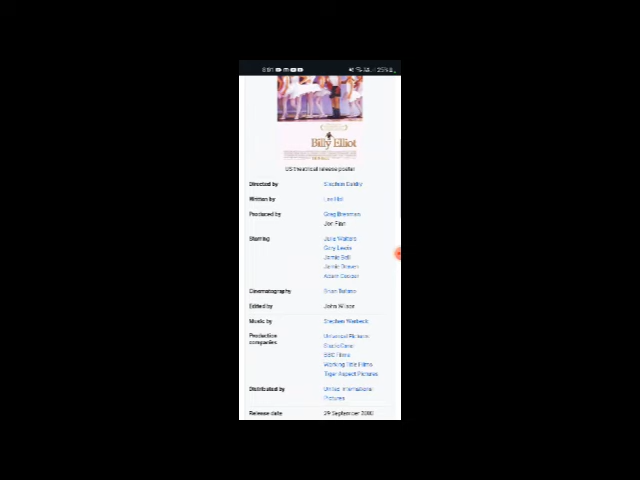 Billy Elliot
US theatrical release poster
Directed by Stephen Daldry
Written by Lee Hall
Produced by Greg Brenman
Jon Finn
Starring Julie Walters
Gary Lewis
Jamie Bell
Jamie Draven
Adam Cooper
Cinematography Brian Tufano
Edited by John Wilson
Music by Stephen Warbeck
Production companies Universal Pictures
StudioCanal
BBC Films
Working Title Films
Tiger Aspect Pictures
Distributed by United International
Pictures
Release date 29 September 2000